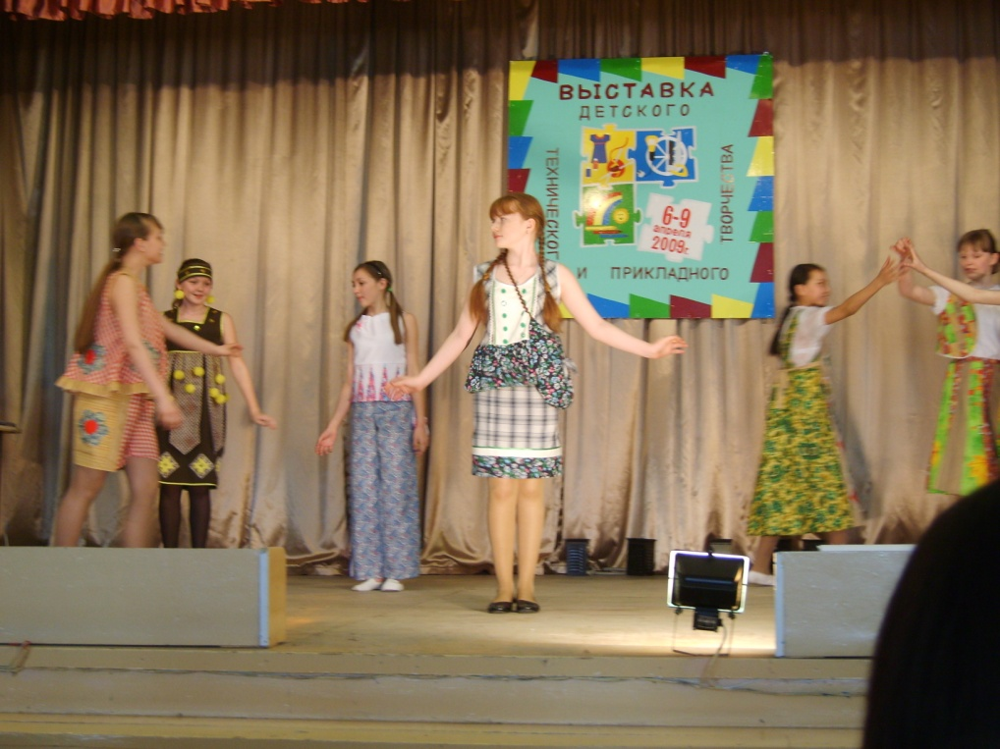 ВЫСТАВКА
ДЕТСКОГО
ТЕХНИЧЕСКОГО
И ПРИКЛАДНОГО
ТВОРЧЕСТВА
6-9
апреля
2009г.